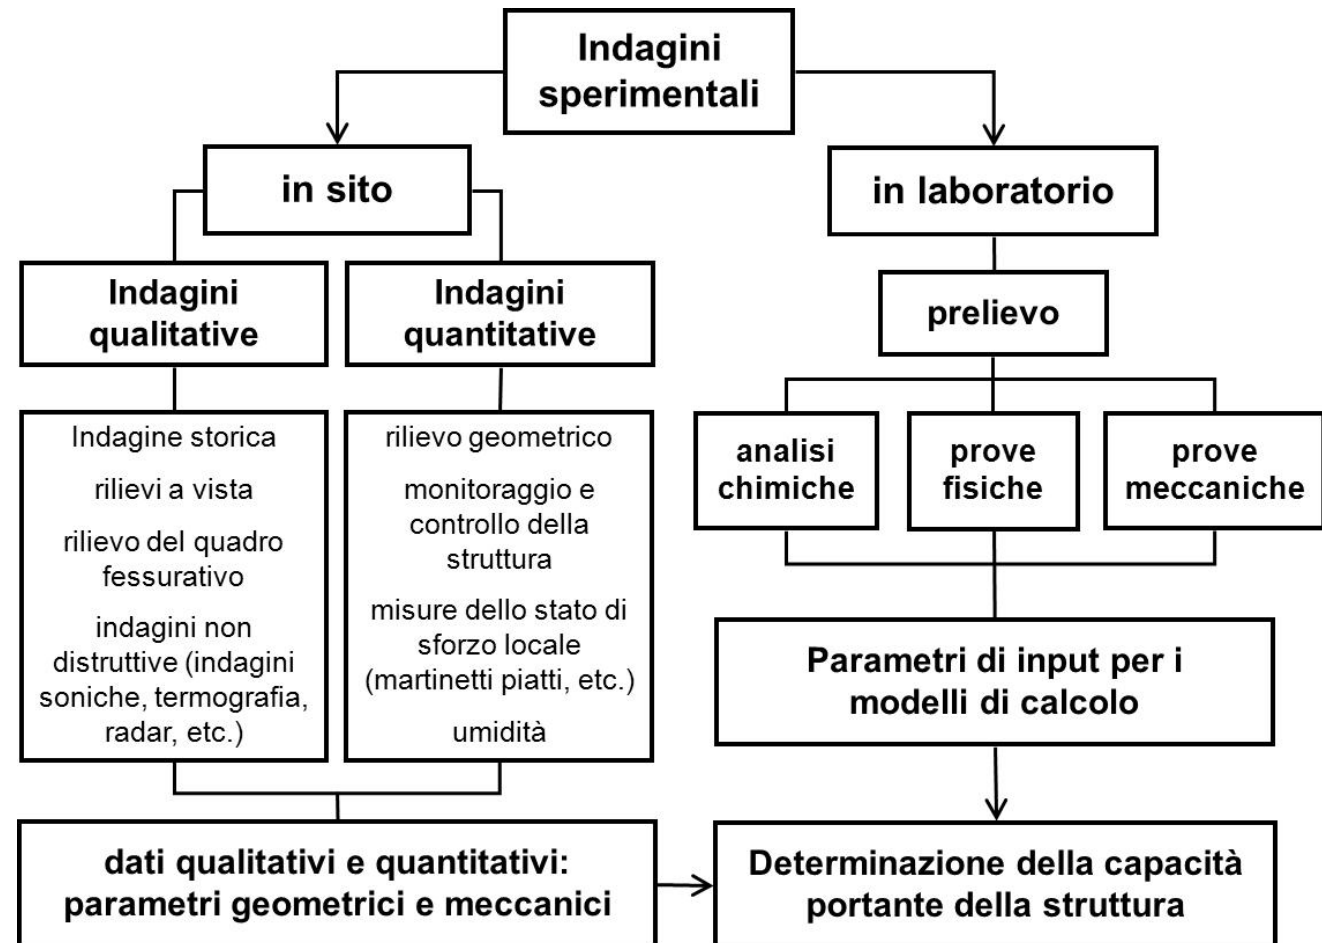 Indagini
sperimentali
in sito
in laboratorio
Indagini
qualitative
Indagini
quantitative
prelievo
Indagine storica
rilievi a vista
rilievo del quadro
fessurativo
indagini non
distruttive (indagini
soniche, termografia,
radar, etc.)
rilievo geometrico
monitoraggio e
controllo della
struttura
misure dello stato di
sforzo locale
(martinetti piatti, etc.)
umidità
analisi
chimiche
prove
fisiche
prove
meccaniche
Parametri di input per i
modelli di calcolo
dati qualitativi e quantitativi:
parametri geometrici e meccanici
Determinazione della capacità
portante della struttura